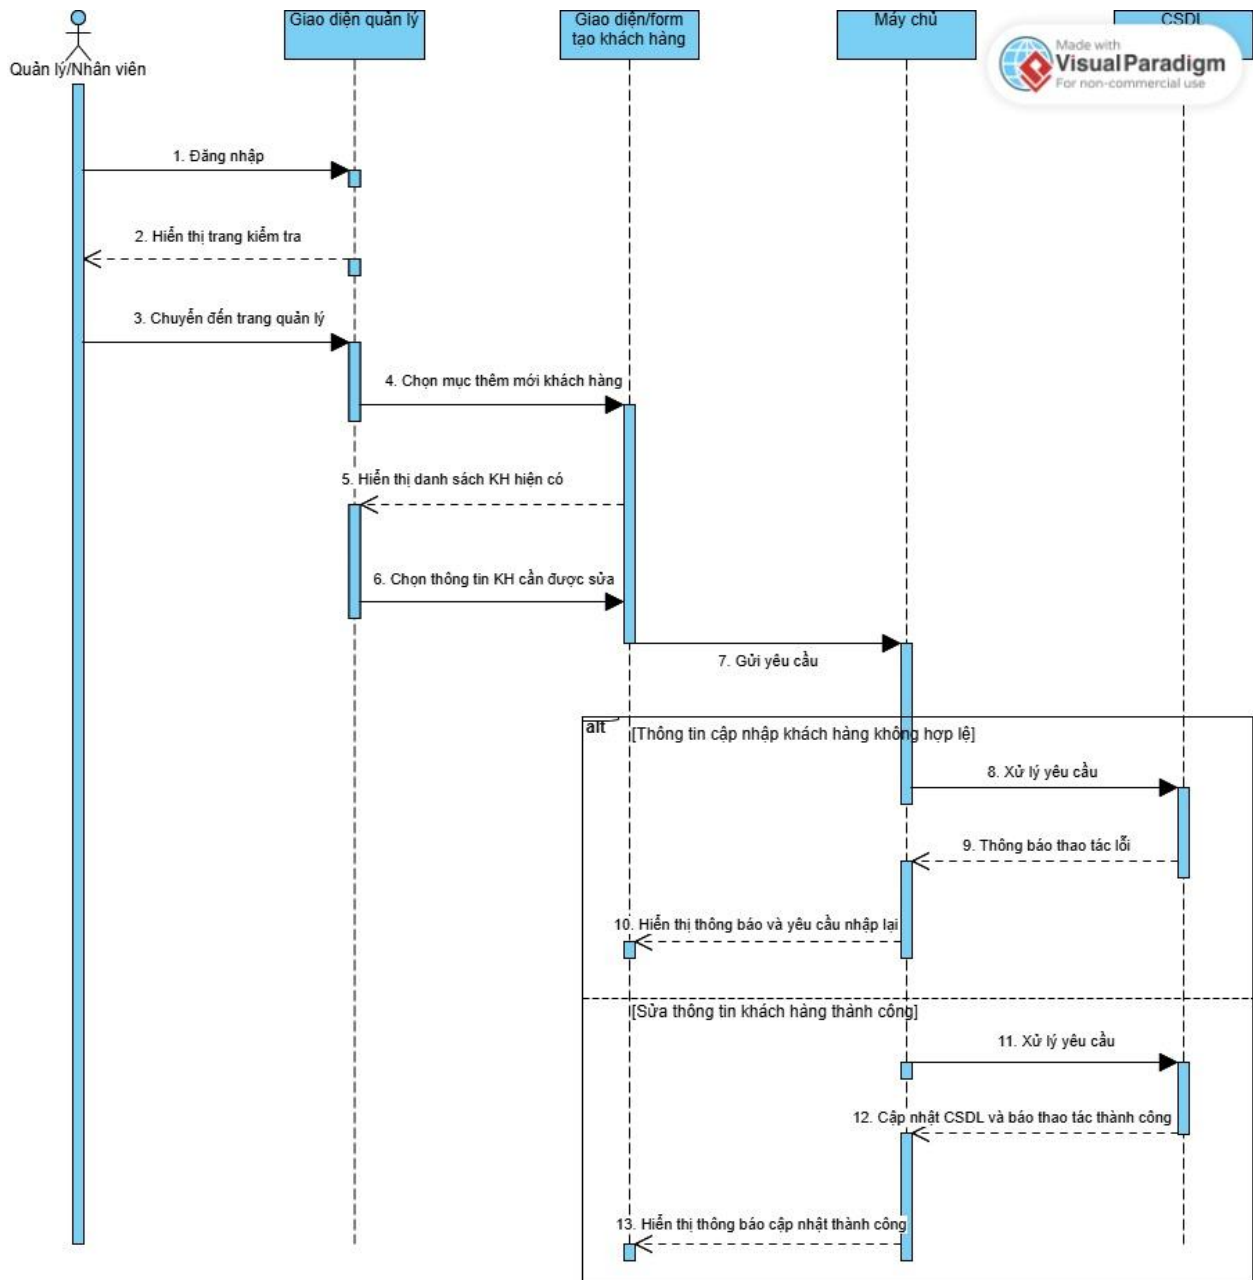 Giao diện quản lý
Giao diện/form
tạo khách hàng
Máy chủ
CSDL
Made with
Visual Paradigm
For non-commercial use
Quản lý/Nhân viên
1. Đăng nhập
2. Hiển thị trang kiểm tra
3. Chuyển đến trang quản lý
4. Chọn mục thêm mới khách hàng
5. Hiển thị danh sách KH hiện có
6. Chọn thông tin KH cần được sửa
7. Gửi yêu cầu
alt
[Thông tin cập nhập khách hàng không hợp lệ]
8. Xử lý yêu cầu
9. Thông báo thao tác lỗi
10. Hiển thị thông báo và yêu cầu nhập lại
[Sửa thông tin khách hàng thành công]
11. Xử lý yêu cầu
12. Cập nhật CSDL và báo thao tác thành công
13. Hiển thị thông báo cập nhật thành công